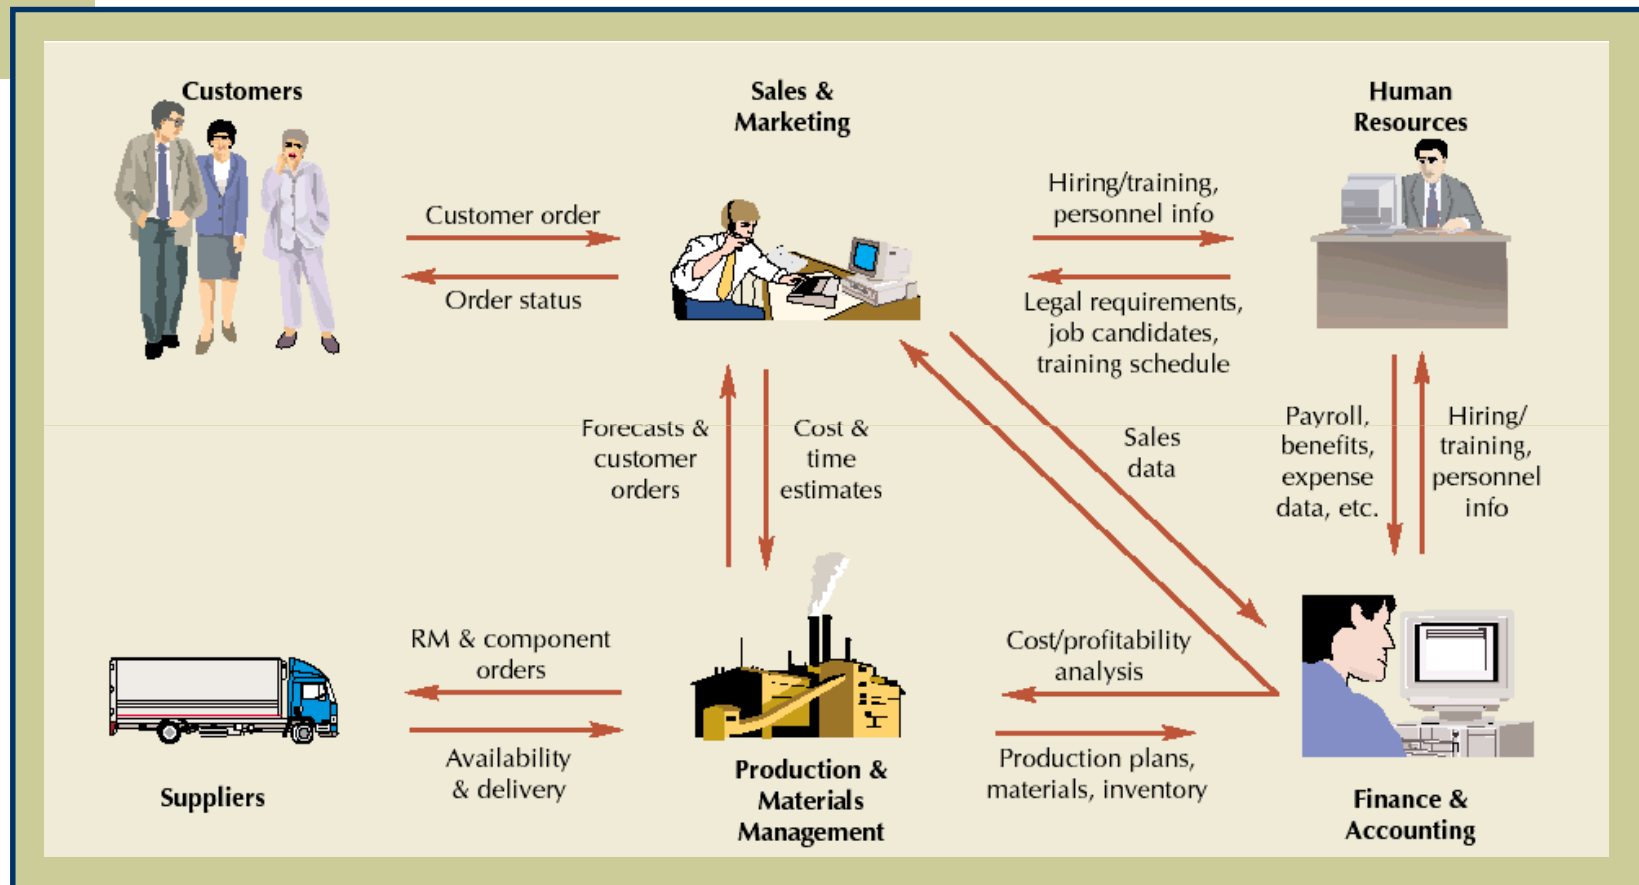 Customers
Sales &
Marketing
Human
Resources
Customer order
Order status
Hiring/training,
personnel info
Legal requirements,
job candidates,
training schedule
Forecasts &
customer
orders
Cost &
time
estimates
Sales
data
Payroll,
benefits,
expense
data, etc.
Hiring/
training,
personnel
info
RM & component
orders
Availability
& delivery
Cost/profitability
analysis
Production plans,
materials, inventory
Suppliers
Production &
Materials
Management
Finance &
Accounting